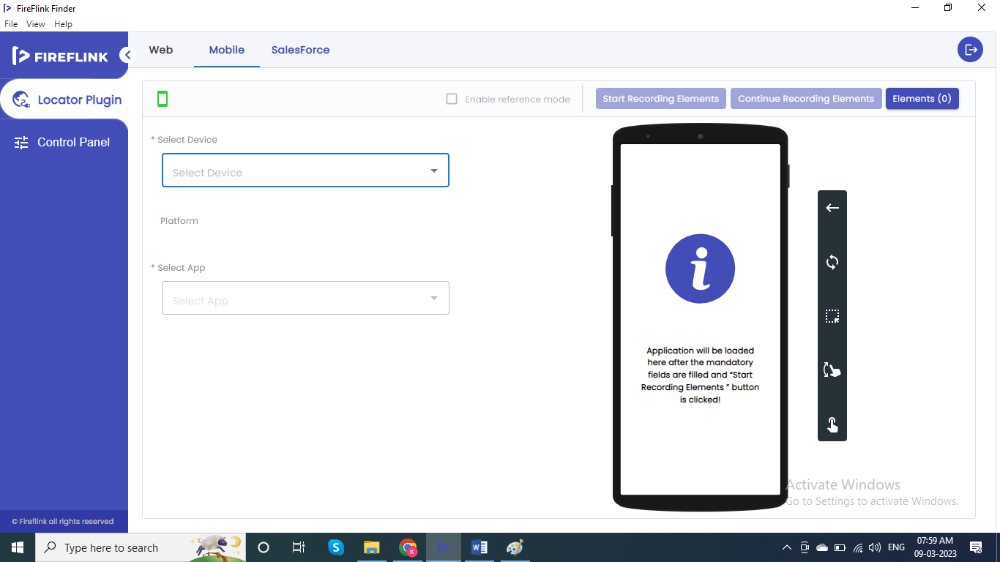 FireFlink Finder
File View Help
FIREFLINK
Web Mobile SalesForce
Locator Plugin
Control Panel
Enable reference mode
Start Recording Elements
Continue Recording Elements
Elements (0)
* Select Device
Select Device
Platform
* Select App
Select App
Application will be loaded
here after the mandatory
fields are filled and “Start
Recording Elements ” button
is clicked!
Activate Windows
Go to Settings to activate Windows.
© Fireflink all rights reserved
Type here to search
ENG
07:59 AM
09-03-2023